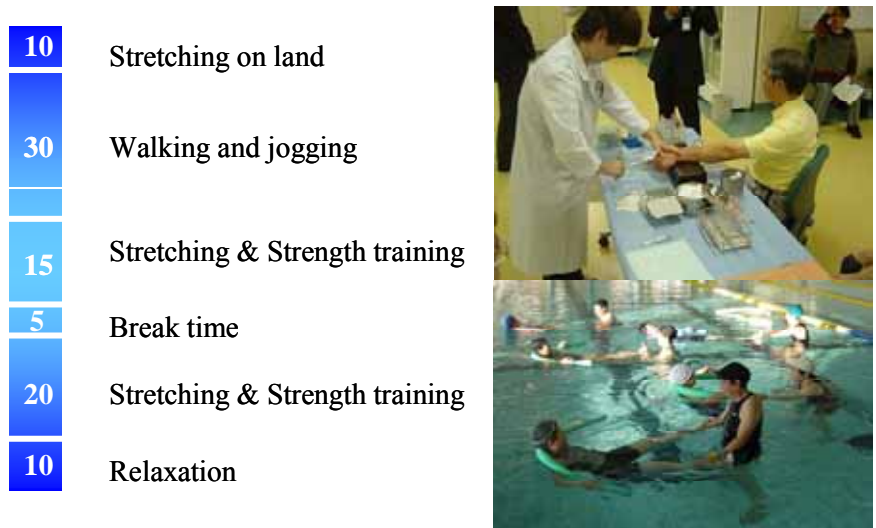 10 Stretching on land
30 Walking and jogging
15 Stretching & Strength training
5 Break time
20 Stretching & Strength training
10 Relaxation